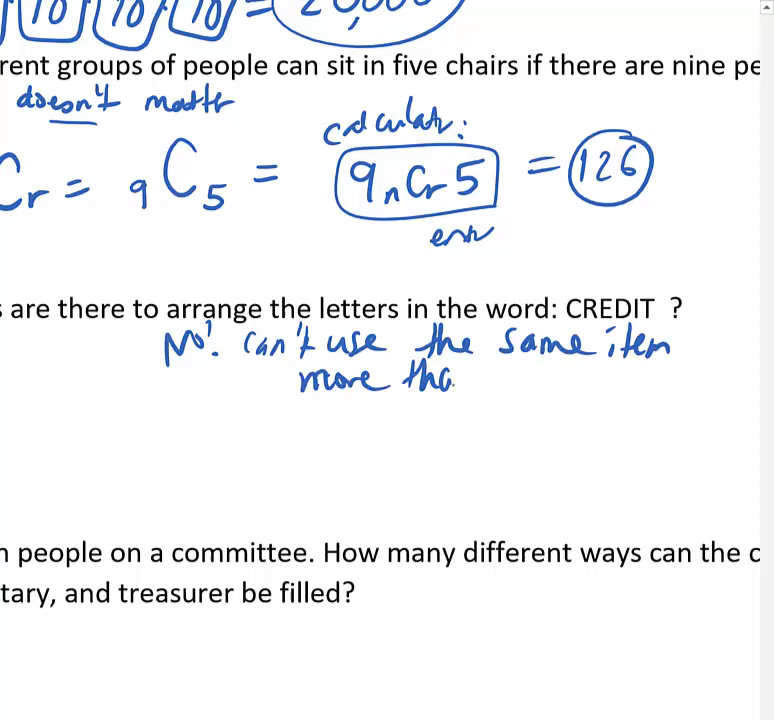 10 10 10 = 20,000
rent groups of people can sit in five chairs if there are nine pe
doesn't matter
calculator:
Cr = 9C5 = 9nCr5 = 126
enter
s are there to arrange the letters in the word: CREDIT ?
No! can't use the same item
more tha
n people on a committee. How many different ways can the c
tary, and treasurer be filled?